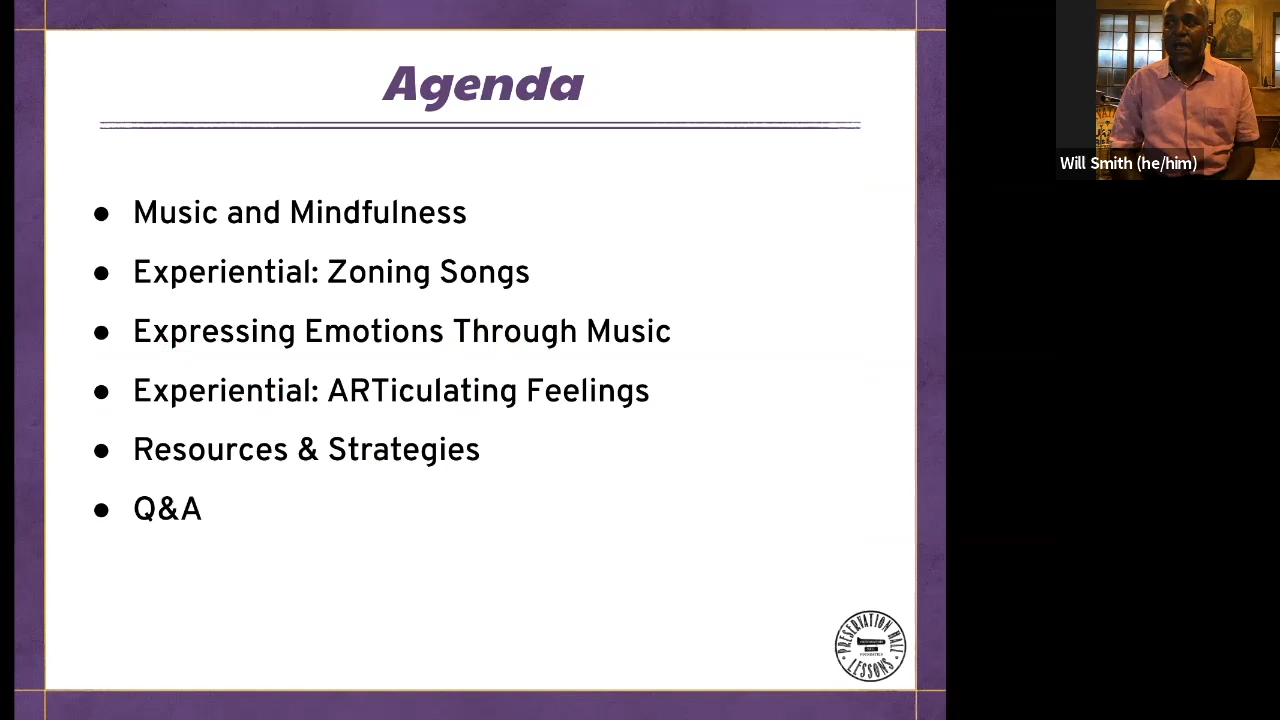 Agenda
Will Smith (he/him)
● Music and Mindfulness
● Experiential: Zoning Songs
● Expressing Emotions Through Music
● Experiential: ARTiculating Feelings
● Resources & Strategies
● Q&A
PRESERVATION HALL
LESSONS